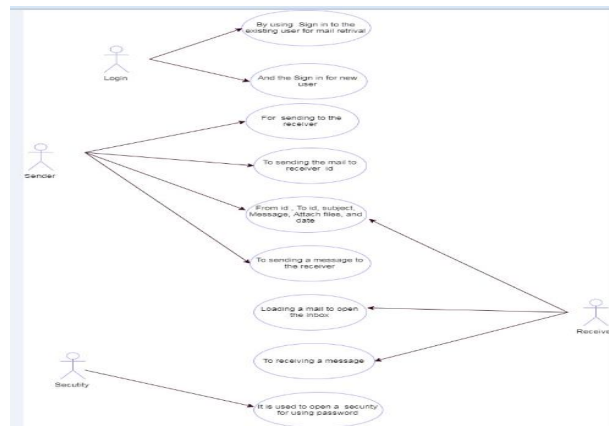 By using Sign in to the
existing user for mail retrival
Login
And the Sign in for new
user
For sending to the
receiver
Sender
To sending the mail to
receiver id
From id , To id, subject,
Message, Attach files, and
date
To sending a message to
the receiver
Loading a mail to open
the inbox
Receive
To receiving a message
Secutity
It is used to open a security
for using password